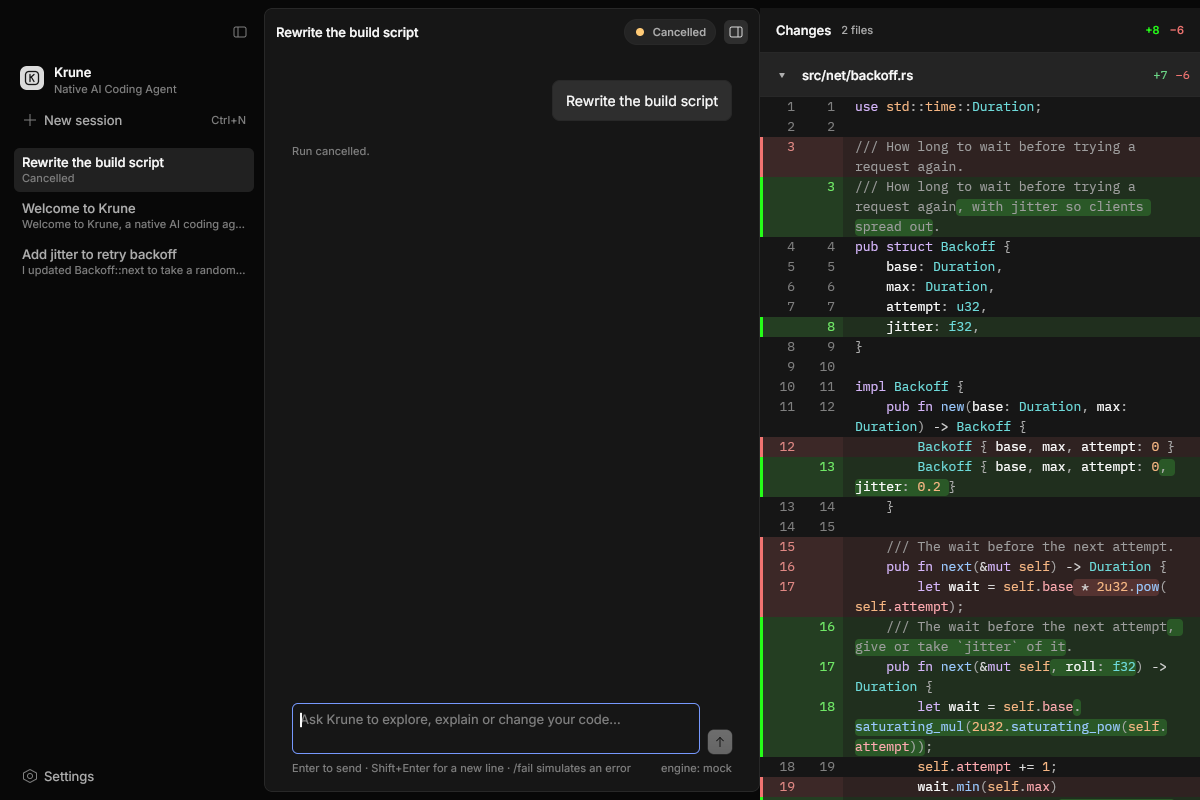 Krune
Native AI Coding Agent
New session
Ctrl+N
Rewrite the build script
Cancelled
Welcome to Krune
Welcome to Krune, a native AI coding ag...
Add jitter to retry backoff
I updated Backoff::next to take a random...
Settings
Rewrite the build script
Cancelled
Rewrite the build script
Run cancelled.
Ask Krune to explore, explain or change your code...
Enter to send · Shift+Enter for a new line · /fail simulates an error
engine: mock
Changes 2 files +8 −6
src/net/backoff.rs +7 −6
1 1 use std::time::Duration;
2 2
3 /// How long to wait before trying a
request again.
3 /// How long to wait before trying a
request again, with jitter so clients
spread out.
4 4 pub struct Backoff {
5 5 base: Duration,
6 6 max: Duration,
7 7 attempt: u32,
8 jitter: f32,
8 9 }
9 10
10 11 impl Backoff {
11 12 pub fn new(base: Duration, max:
Duration) -> Backoff {
12 Backoff { base, max, attempt: 0 }
13 Backoff { base, max, attempt: 0,
jitter: 0.2 }
13 14 }
14 15
15 /// The wait before the next attempt.
16 pub fn next(&mut self) -> Duration {
17 let wait = self.base * 2u32.pow(
self.attempt);
16 /// The wait before the next attempt,
give or take `jitter` of it.
17 pub fn next(&mut self, roll: f32) ->
Duration {
18 let wait = self.base.
saturating_mul(2u32.saturating_pow(self.
attempt));
18 19 self.attempt += 1;
19 wait.min(self.max)